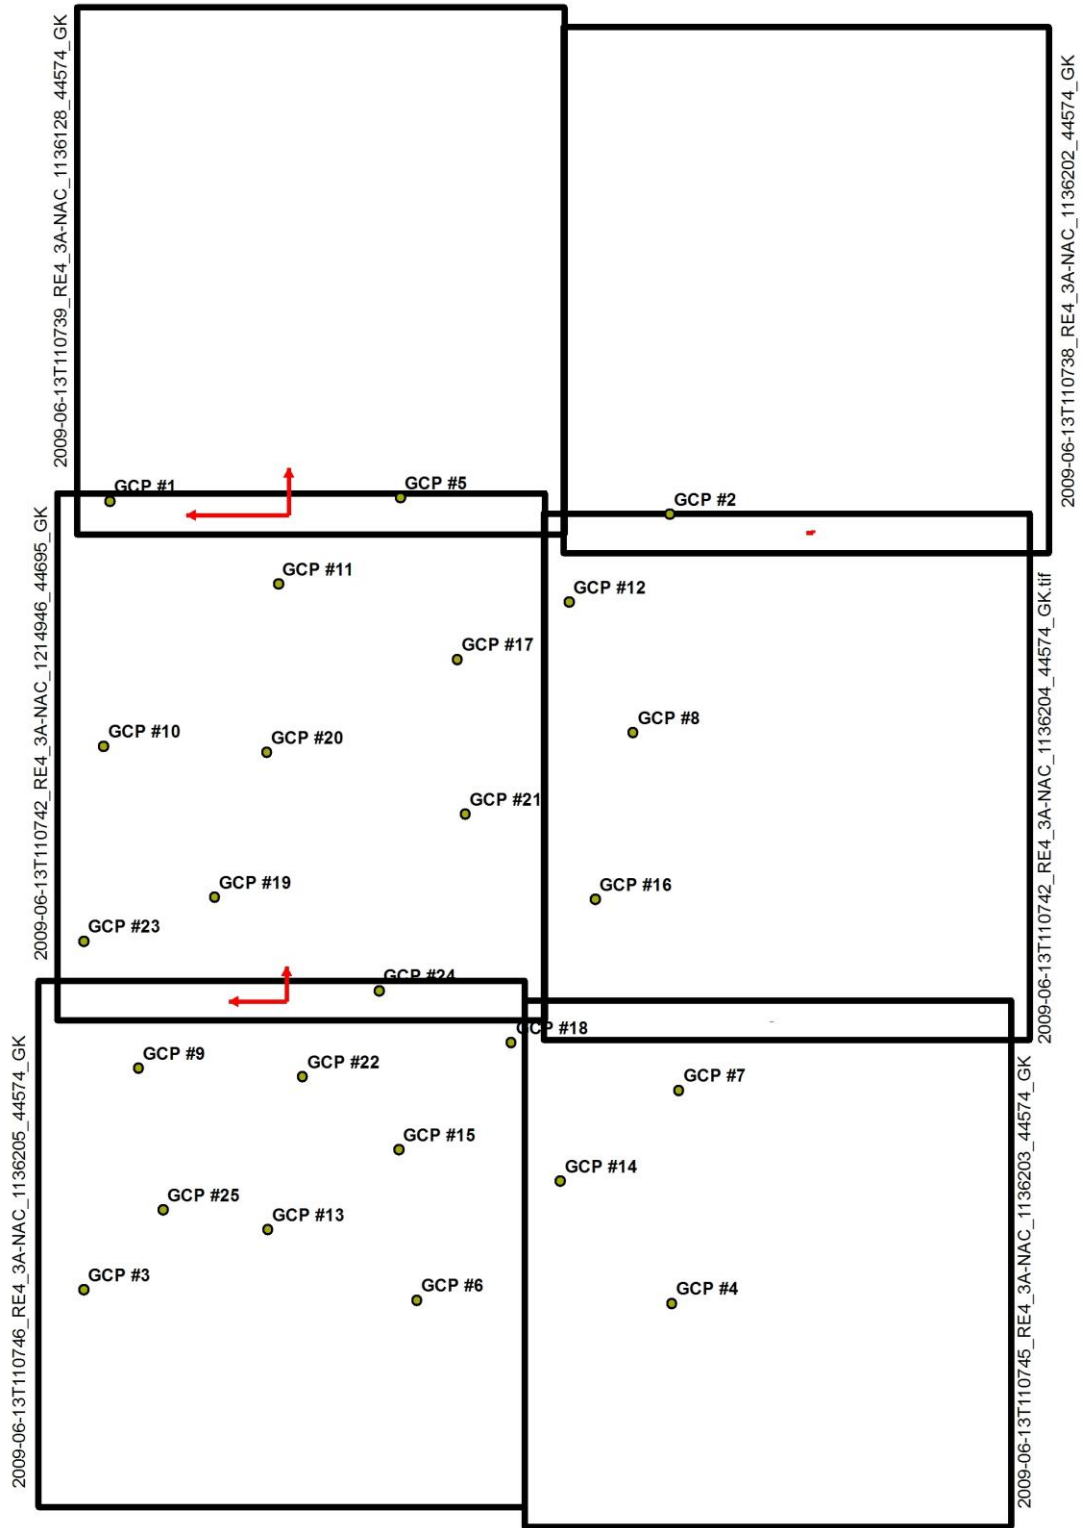 2009-06-13T110739_RE4_3A-NAC_1136128_44574_GK
2009-06-13T110738_RE4_3A-NAC_1136202_44574_GK
GCP #1
GCP #5
GCP #2
2009-06-13T110742_RE4_3A-NAC_1214946_44695_GK
GCP #11
GCP #12
2009-06-13T110742_RE4_3A-NAC_1136204_44574_GK.tif
GCP #17
GCP #8
GCP #10
GCP #20
GCP #21
GCP #19
GCP #16
GCP #23
GCP #24
GCP #18
2009-06-13T110746_RE4_3A-NAC_1136205_44574_GK
GCP #9
GCP #22
GCP #7
2009-06-13T110745_RE4_3A-NAC_1136203_44574_GK
GCP #15
GCP #14
GCP #25
GCP #13
GCP #3
GCP #6
GCP #4